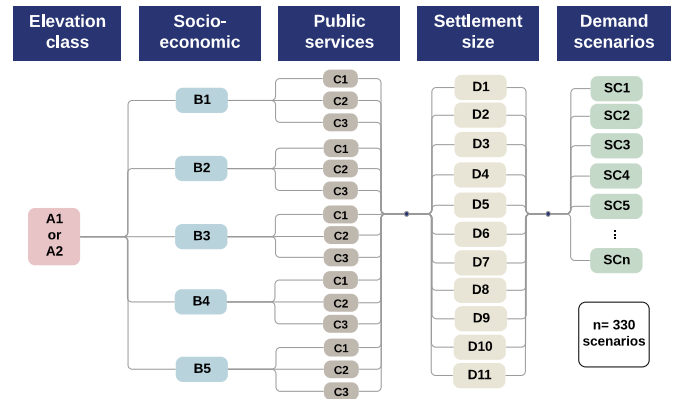 Elevation
class
Socio-
economic
Public
services
Settlement
size
Demand
scenarios
A1
or
A2
B1
B2
B3
B4
B5
C1
C2
C3
C1
C2
C3
C1
C2
C3
C1
C2
C3
C1
C2
C3
D1
D2
D3
D4
D5
D6
D7
D8
D9
D10
D11
SC1
SC2
SC3
SC4
SC5
...
SCn
n= 330
scenarios